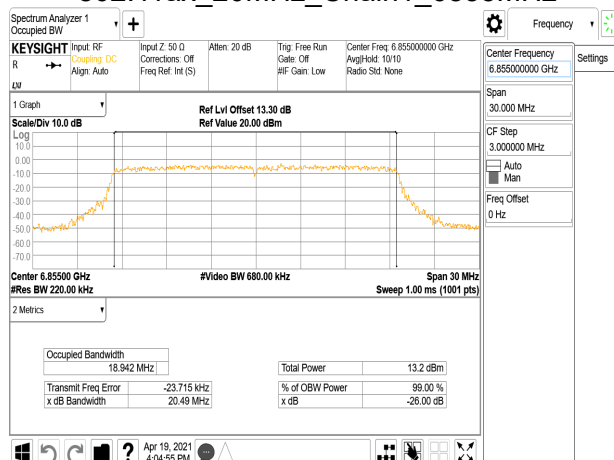 Spectrum Analyzer 1
Occupied BW
Frequency
KEYSIGHT
R
LXI
Input: RF
Coupling: DC
Align: Auto
Input Z: 50 Ω
Corrections: Off
Freq Ref: Int (S)
Atten: 20 dB
Trig: Free Run
Gate: Off
#IF Gain: Low
Center Freq: 6.855000000 GHz
Avg|Hold: 10/10
Radio Std: None
Center Frequency
6.855000000 GHz
Settings
Span
30.000 MHz
CF Step
3.000000 MHz
Auto
Man
Freq Offset
0 Hz
1 Graph
Scale/Div 10.0 dB
Ref Lvl Offset 13.30 dB
Ref Value 20.00 dBm
Log
10.0
0.00
-10.0
-20.0
-30.0
-40.0
-50.0
-60.0
-70.0
Center 6.85500 GHz
#Video BW 680.00 kHz
Span 30 MHz
#Res BW 220.00 kHz
Sweep 1.00 ms (1001 pts)
2 Metrics
Occupied Bandwidth
18.942 MHz
Total Power 13.2 dBm
Transmit Freq Error -23.715 kHz
% of OBW Power 99.00 %
x dB Bandwidth 20.49 MHz
x dB -26.00 dB
?
Apr 19, 2021
4:04:55 PM